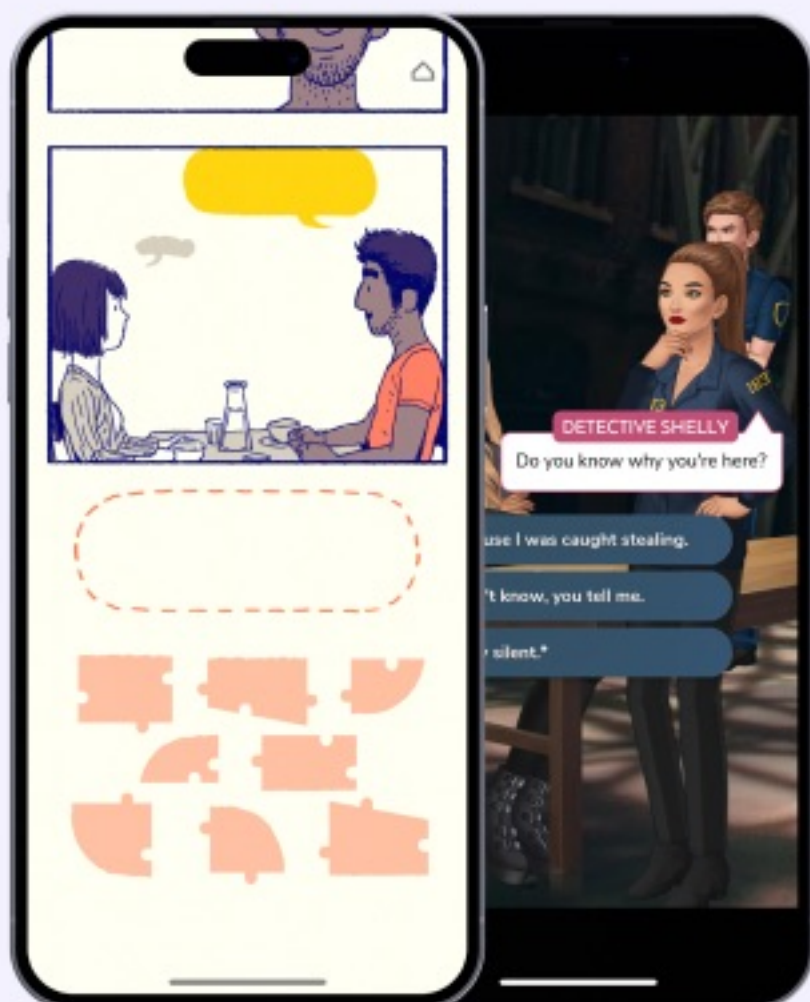 DETECTIVE SHELLY
Do you know why you're here?
use I was caught stealing.
't know, you tell me.
silent.*